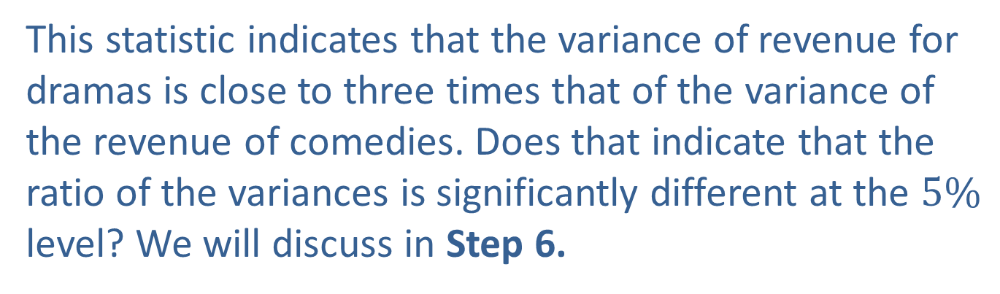 This statistic indicates that the variance of revenue for
dramas is close to three times that of the variance of
the revenue of comedies. Does that indicate that the
ratio of the variances is significantly different at the 5%
level? We will discuss in Step 6.